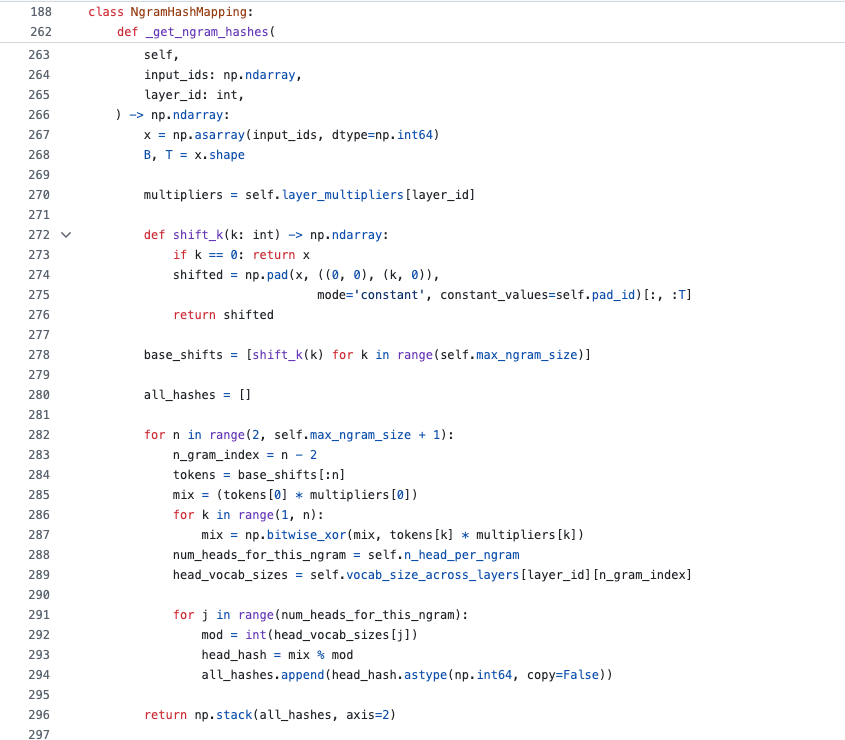 188 class NgramHashMapping:
262     def _get_ngram_hashes(
263         self,
264         input_ids: np.ndarray,
265         layer_id: int,
266     ) -> np.ndarray:
267         x = np.asarray(input_ids, dtype=np.int64)
268         B, T = x.shape
269
270         multipliers = self.layer_multipliers[layer_id]
271
272         def shift_k(k: int) -> np.ndarray:
273             if k == 0: return x
274             shifted = np.pad(x, ((0, 0), (k, 0)),
275                                 mode='constant', constant_values=self.pad_id)[:, :T]
276             return shifted
277
278         base_shifts = [shift_k(k) for k in range(self.max_ngram_size)]
279
280         all_hashes = []
281
282         for n in range(2, self.max_ngram_size + 1):
283             n_gram_index = n - 2
284             tokens = base_shifts[:n]
285             mix = (tokens[0] * multipliers[0])
286             for k in range(1, n):
287                 mix = np.bitwise_xor(mix, tokens[k] * multipliers[k])
288             num_heads_for_this_ngram = self.n_head_per_ngram
289             head_vocab_sizes = self.vocab_size_across_layers[layer_id][n_gram_index]
290
291             for j in range(num_heads_for_this_ngram):
292                 mod = int(head_vocab_sizes[j])
293                 head_hash = mix % mod
294                 all_hashes.append(head_hash.astype(np.int64, copy=False))
295
296         return np.stack(all_hashes, axis=2)
297